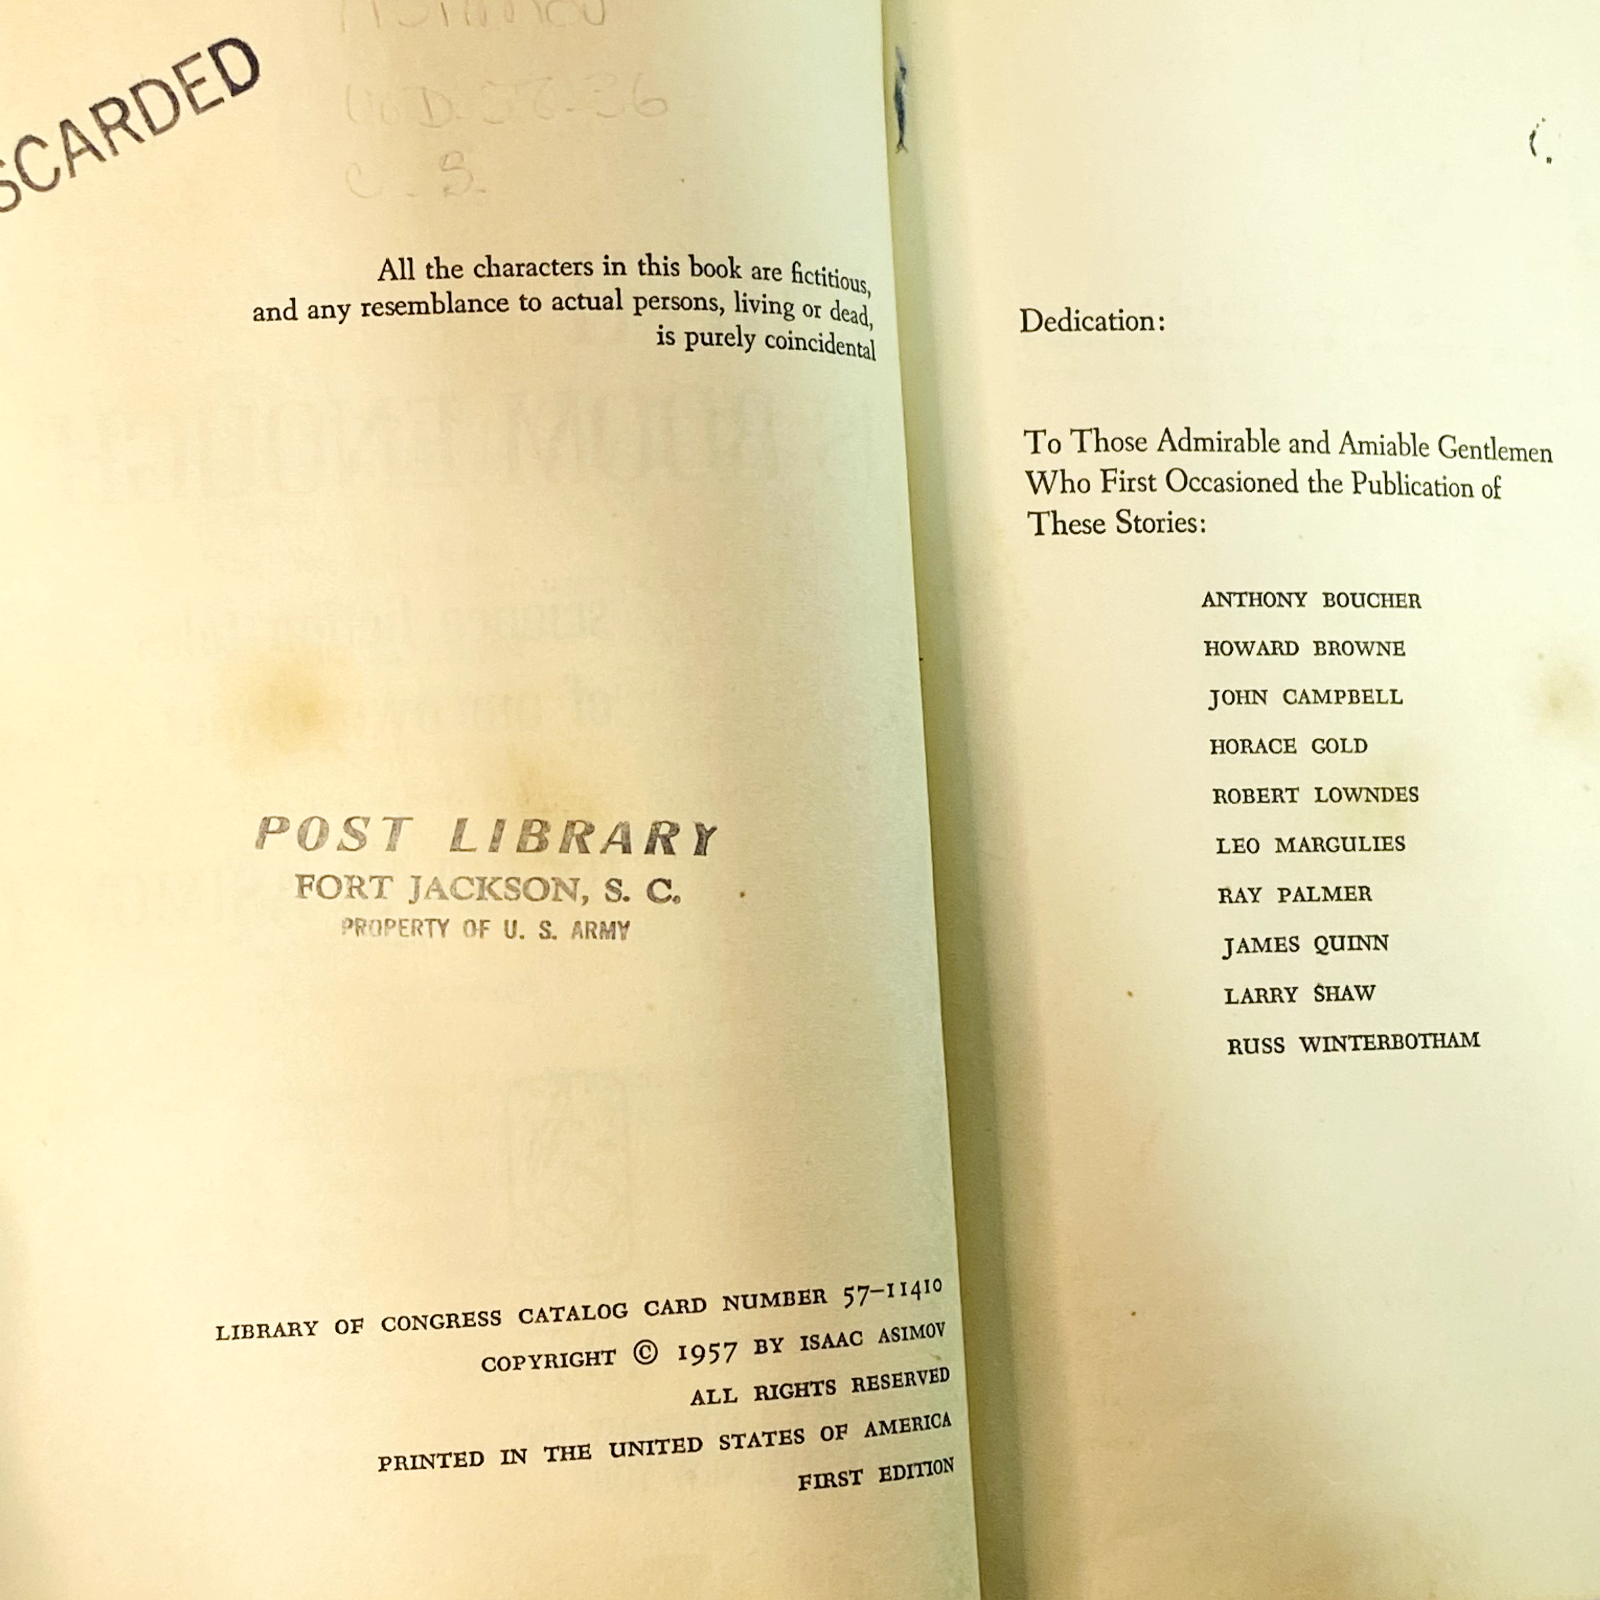 SCARDED
All the characters in this book are fictitious,
and any resemblance to actual persons, living or dead,
is purely coincidental
POST LIBRARY
FORT JACKSON, S. C.
PROPERTY OF U. S. ARMY
LIBRARY OF CONGRESS CATALOG CARD NUMBER 57–11410
COPYRIGHT © 1957 BY ISAAC ASIMOV
ALL RIGHTS RESERVED
PRINTED IN THE UNITED STATES OF AMERICA
FIRST EDITION
Dedication:
To Those Admirable and Amiable Gentlemen
Who First Occasioned the Publication of
These Stories:
ANTHONY BOUCHER
HOWARD BROWNE
JOHN CAMPBELL
HORACE GOLD
ROBERT LOWNDES
LEO MARGULIES
RAY PALMER
JAMES QUINN
LARRY SHAW
RUSS WINTERBOTHAM